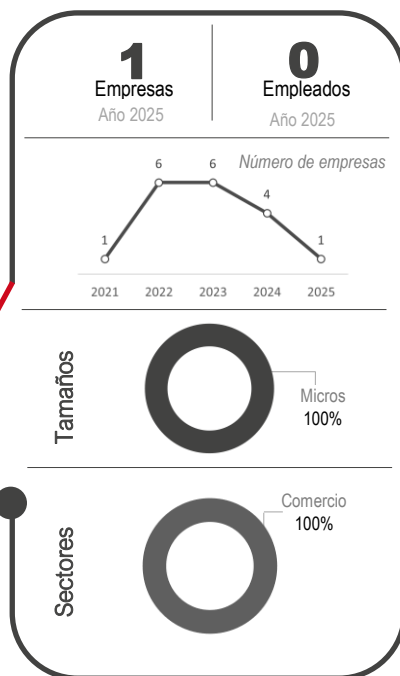 1
Empresas
Año 2025
0
Empleados
Año 2025
Número de empresas
1
6
6
4
1
2021 2022 2023 2024 2025
Tamaños
Micros
100%
Sectores
Comercio
100%